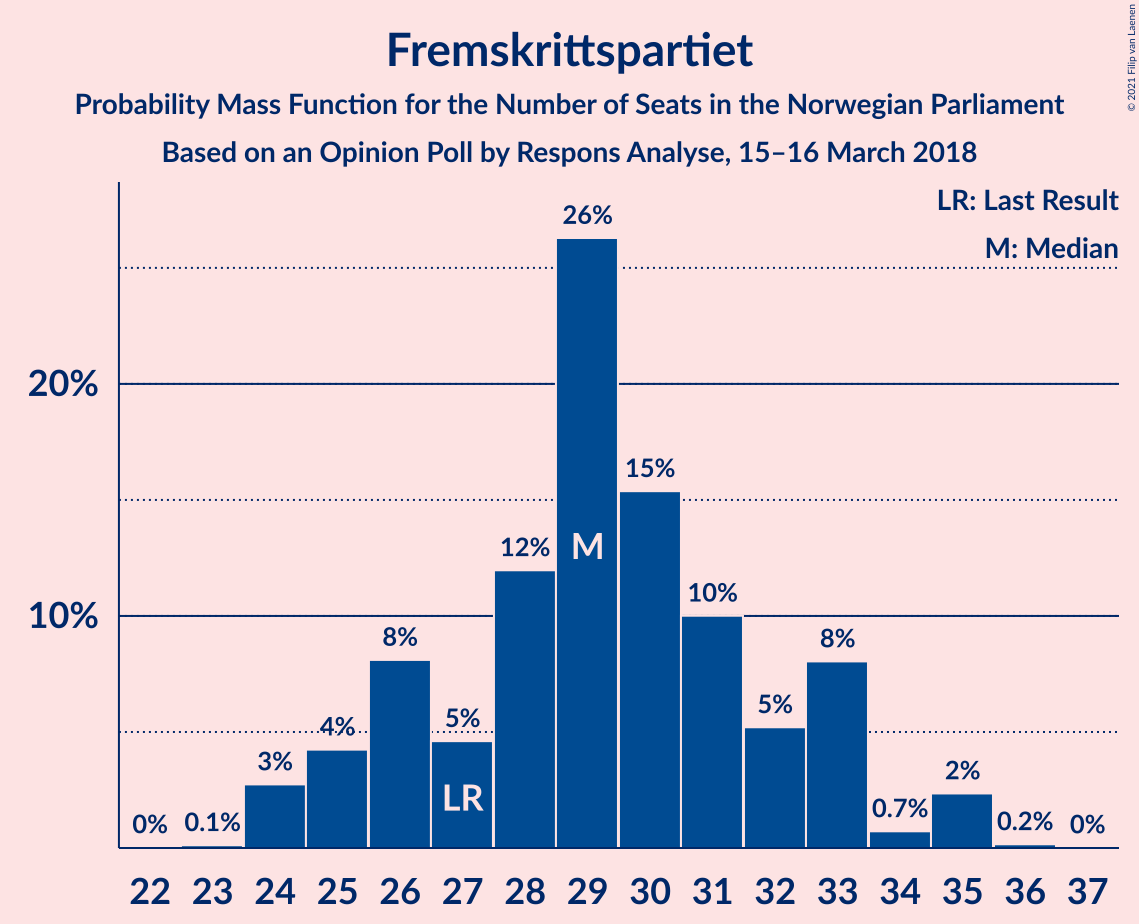 Fremskrittspartiet
Probability Mass Function for the Number of Seats in the Norwegian Parliament
Based on an Opinion Poll by Respons Analyse, 15–16 March 2018
© 2021 Filip van Laenen
LR: Last Result
M: Median
20%
10%
0% 0.1% 3% 4% 8% 5% 12% 26% 15% 10% 5% 8% 0.7% 2% 0.2% 0%
M
LR
22 23 24 25 26 27 28 29 30 31 32 33 34 35 36 37